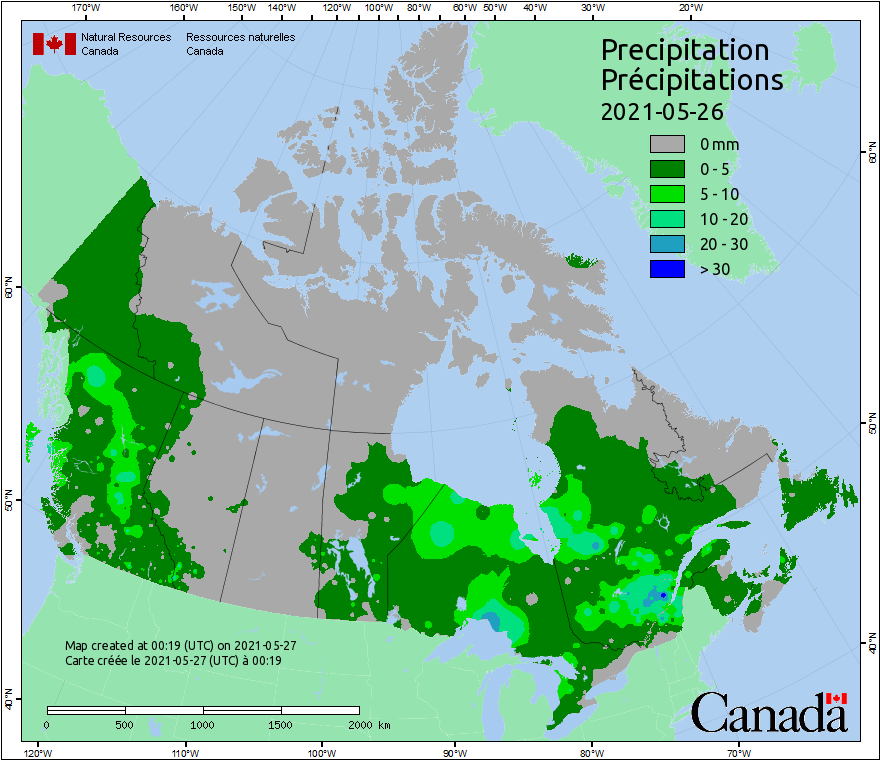 170°W 160°W 150°W 140°W 130°W 120°W 110°W 100°W 90°W 80°W 60°W 50°W 40°W 30°W 20°W
Natural Resources Canada
Ressources naturelles Canada
Precipitation
Précipitations
2021-05-26
0 mm
0 - 5
5 - 10
10 - 20
20 - 30
> 30
60°N
50°N
40°N
60°N
50°N
40°N
Map created at 00:19 (UTC) on 2021-05-27
Carte créée le 2021-05-27 (UTC) à 00:19
0 500 1000 1500 2000 km
Canada
120°W 110°W 100°W 90°W 80°W 70°W